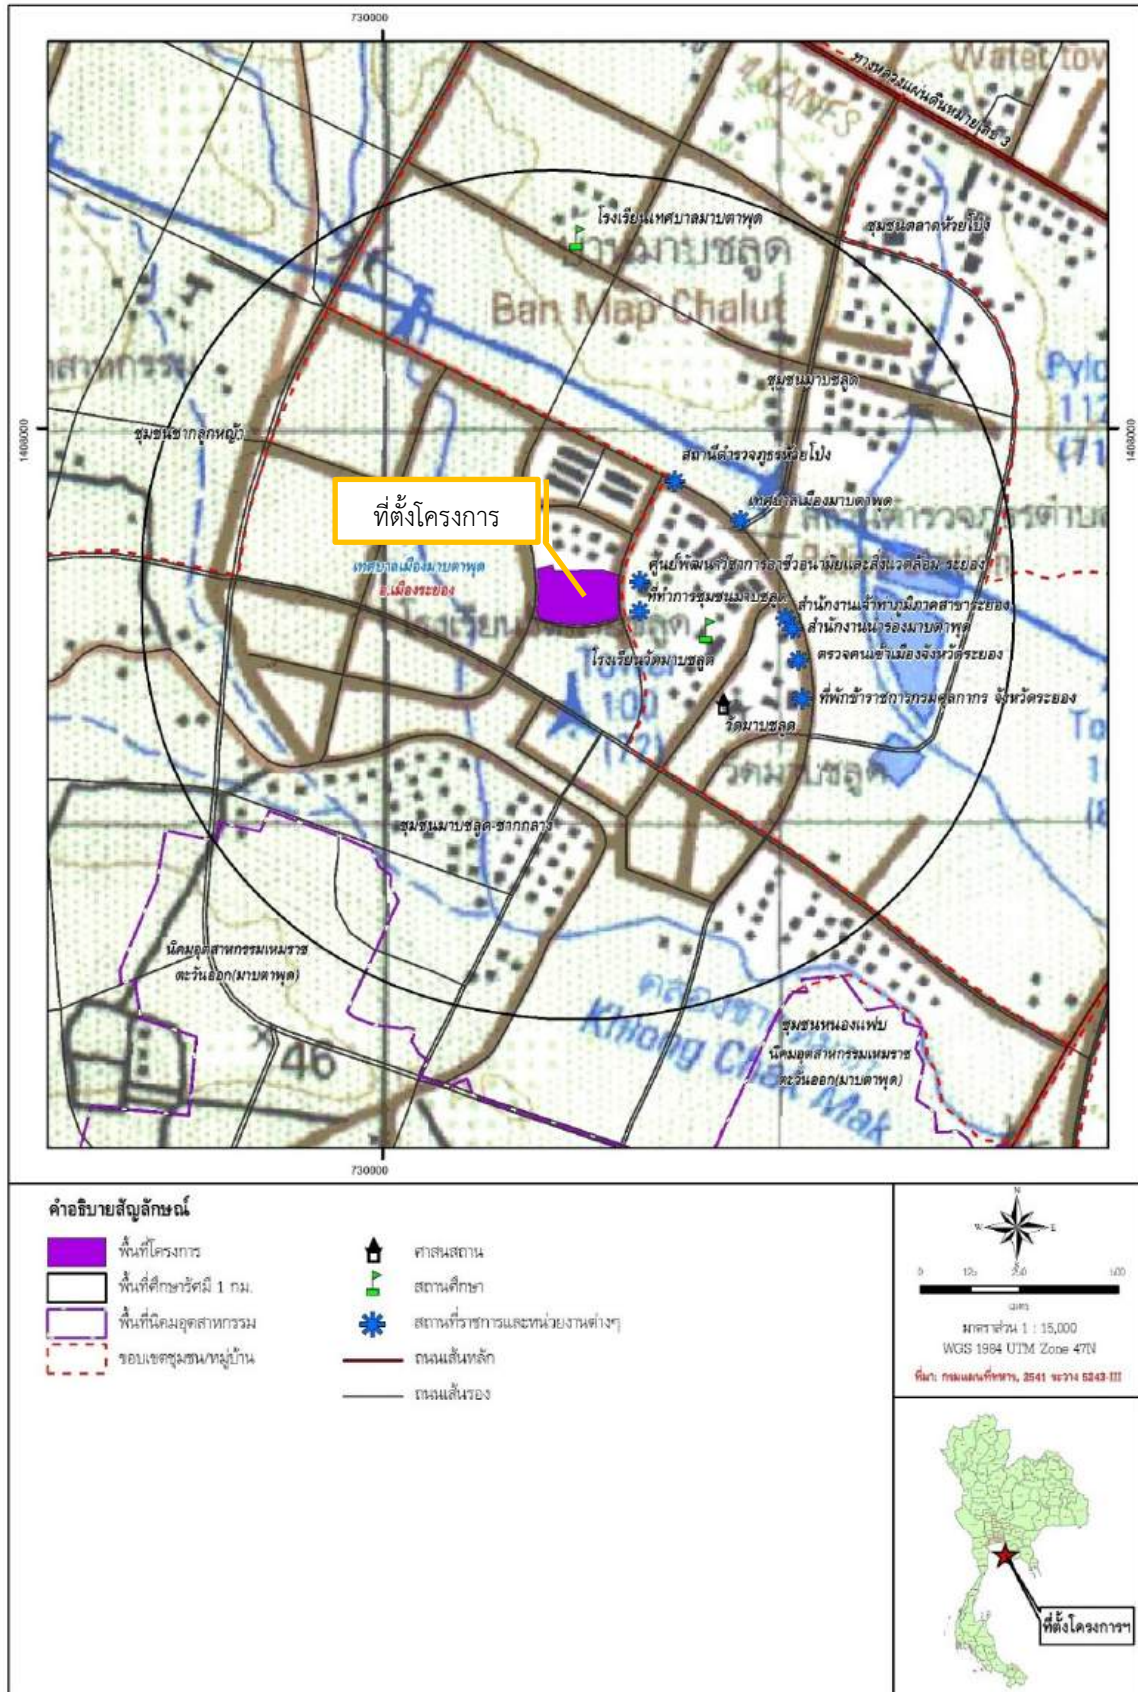 730000
Water tow
CANES
ทางหลวงแผ่นดินหมายเลข 3
โรงเรียนเทศบาลมาบตาพุด
ชุมชนตลาดห้วยโป่ง
บ้านมาบชลูด
Ban Map Chalut
ชุมชนมาบชลูด
Pylo
112
(71
1408000
1408000
ชุมชนชากลูกหญ้า
สถานีตำรวจภูธรห้วยโป่ง
ที่ตั้งโครงการ
เทศบาลเมืองมาบตาพุด
ศูนย์พัฒนาวิชาการอาชีวอนามัยและสิ่งแวดล้อม ระยอง
เทศบาลเมืองมาบตาพุด
อ.เมืองระยอง
ที่ทำการชุมชนมาบชลูด
สำนักงานเจ้าท่าภูมิภาคสาขาระยอง
สำนักงานนำร่องมาบตาพุด
โรงเรียนวัดมาบชลูด
ตรวจคนเข้าเมืองจังหวัดระยอง
Tower
100
(72)
ที่พักข้าราชการกรมศุลกากร จังหวัดระยอง
วัดมาบชลูด
วัดมาบชลูด
To
ชุมชนมาบชลูด-ชากกลาง
นิคมอุตสาหกรรมเหมราช
ตะวันออก(มาบตาพุด)
46
Khlong Chak Mak
ชุมชนหนองแฟบ
นิคมอุตสาหกรรมเหมราช
ตะวันออก(มาบตาพุด)
730000
คำอธิบายสัญลักษณ์
พื้นที่โครงการ
พื้นที่ศึกษารัศมี 1 กม.
พื้นที่นิคมอุตสาหกรรม
ขอบเขตชุมชน/หมู่บ้าน
ศาสนสถาน
สถานศึกษา
สถานที่ราชการและหน่วยงานต่างๆ
ถนนเส้นหลัก
ถนนเส้นรอง
N
W E
S
0 125 250 500
เมตร
มาตราส่วน 1 : 15,000
WGS 1984 UTM Zone 47N
ที่มา: กรมแผนที่ทหาร, 2541 ระวาง 5243-III
ที่ตั้งโครงการฯ